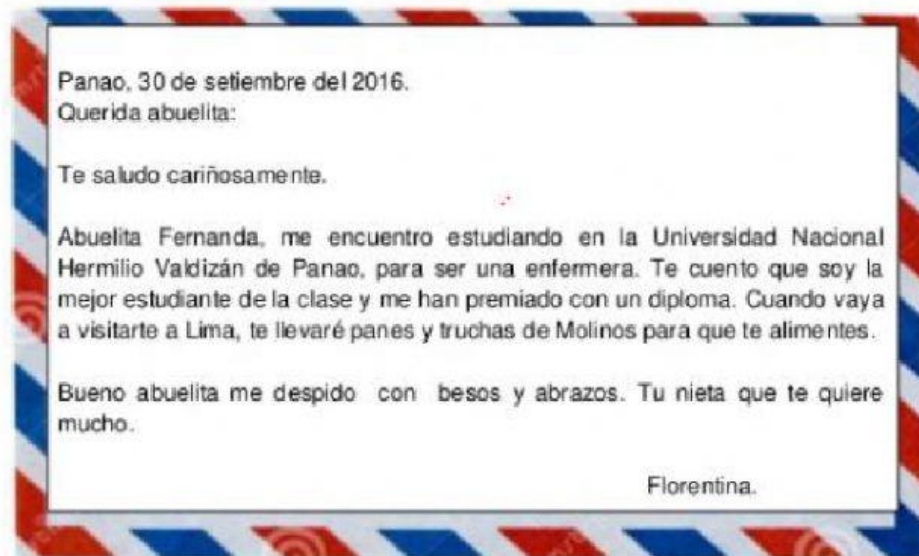 Panao, 30 de setiembre del 2016.
Querida abuelita:
Te saludo cariñosamente.
Abuelita Fernanda, me encuentro estudiando en la Universidad Nacional
Hermilio Valdizán de Panao, para ser una enfermera. Te cuento que soy la
mejor estudiante de la clase y me han premiado con un diploma. Cuando vaya
a visitarte a Lima, te llevaré panes y truchas de Molinos para que te alimentes.
Bueno abuelita me despido con besos y abrazos. Tu nieta que te quiere
mucho.
Florentina.